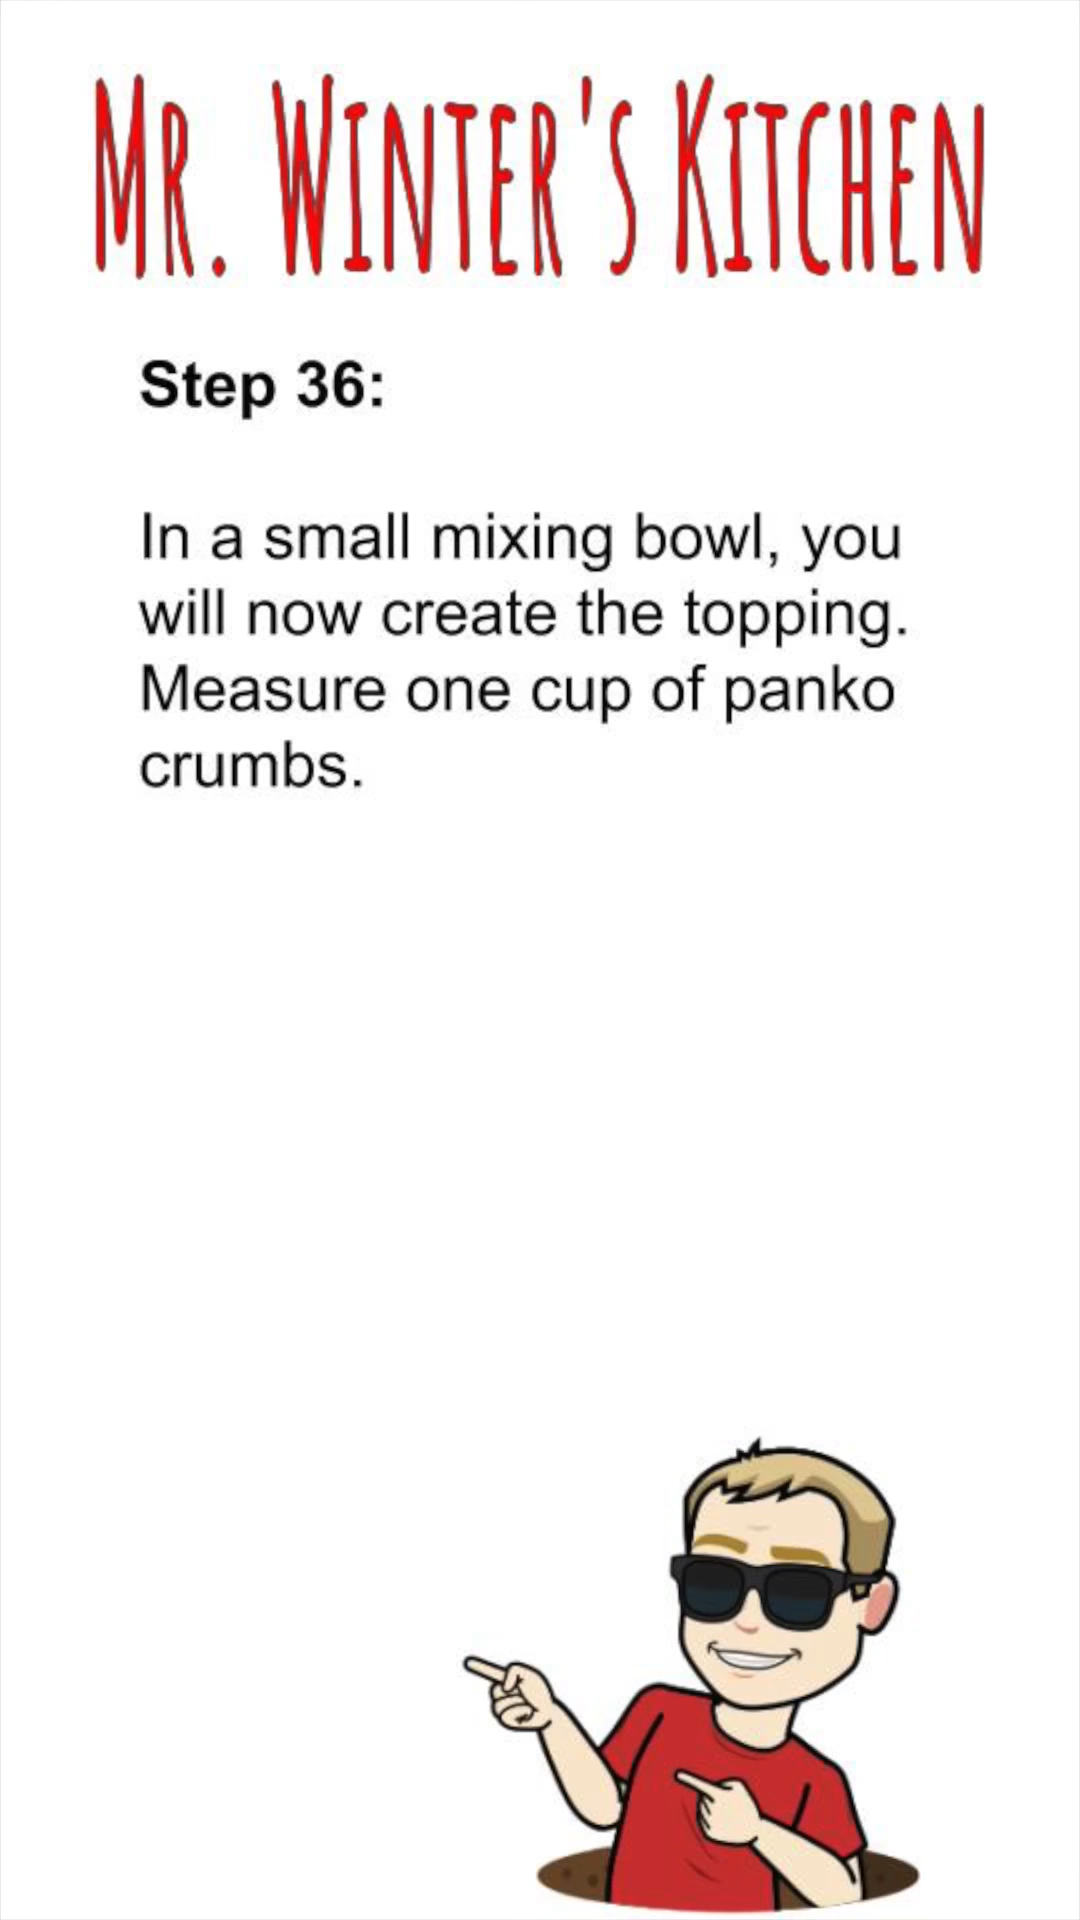 Mr. Winter's Kitchen
Step 36:
In a small mixing bowl, you
will now create the topping.
Measure one cup of panko
crumbs.